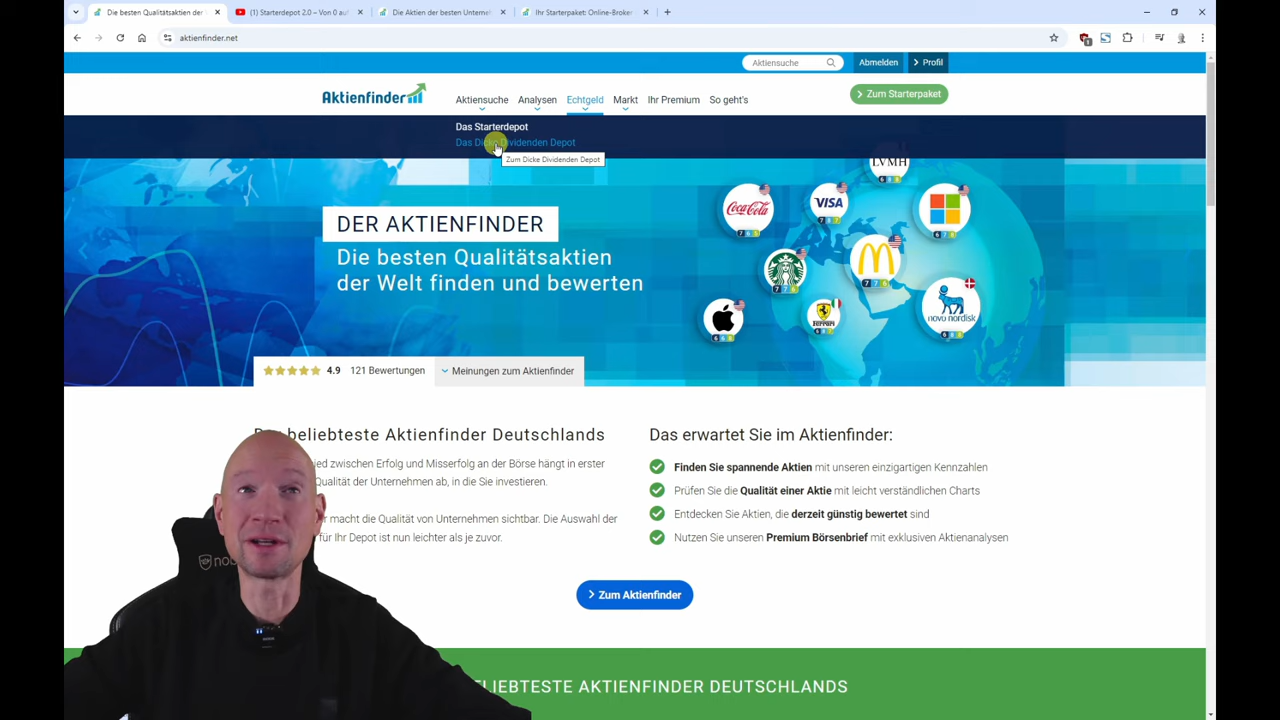 Die besten Qualitätsaktien der
(1) Starterdepot 2.0 – Von 0 auf
Die Aktien der besten Unterneh
Ihr Starterpaket: Online-Broker
aktienfinder.net
Aktiensuche
Abmelden
Profil
Aktienfinder
Aktiensuche
Analysen
Echtgeld
Markt
Ihr Premium
So geht's
Zum Starterpaket
Das Starterdepot
Das Dicke Dividenden Depot
Zum Dicke Dividenden Depot
LVMH
Coca-Cola
VISA
DER AKTIENFINDER
Die besten Qualitätsaktien
der Welt finden und bewerten
Ferrari
novo nordisk
4.9 121 Bewertungen
Meinungen zum Aktienfinder
beliebteste Aktienfinder Deutschlands
ied zwischen Erfolg und Misserfolg an der Börse hängt in erster
Qualität der Unternehmen ab, in die Sie investieren.
r macht die Qualität von Unternehmen sichtbar. Die Auswahl der
für Ihr Depot ist nun leichter als je zuvor.
Das erwartet Sie im Aktienfinder:
Finden Sie spannende Aktien mit unseren einzigartigen Kennzahlen
Prüfen Sie die Qualität einer Aktie mit leicht verständlichen Charts
Entdecken Sie Aktien, die derzeit günstig bewertet sind
Nutzen Sie unseren Premium Börsenbrief mit exklusiven Aktienanalysen
Zum Aktienfinder
nob
LIEBTESTE AKTIENFINDER DEUTSCHLANDS